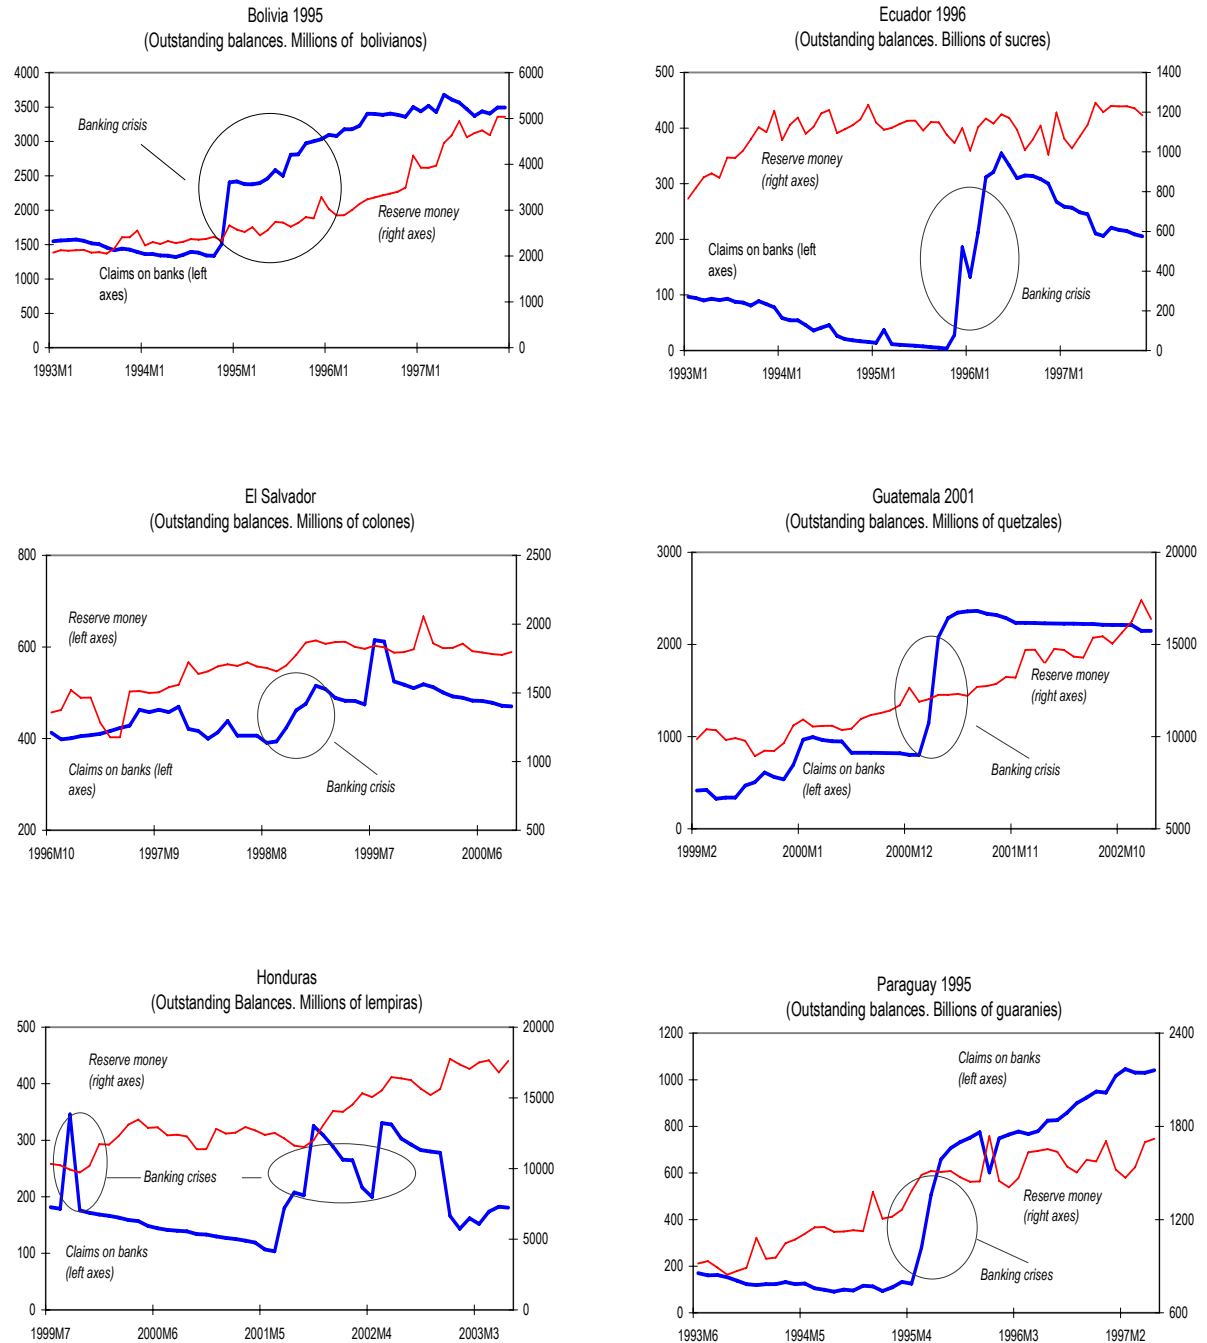 Bolivia 1995
(Outstanding balances. Millions of  bolivianos)
4000
3500
3000
2500
2000
1500
1000
500
0
6000
5000
4000
3000
2000
1000
0
Banking crisis
Reserve money
(right axes)
Claims on banks (left
axes)
1993M1
1994M1
1995M1
1996M1
1997M1
Ecuador 1996
(Outstanding balances. Billions of sucres)
500
400
300
200
100
0
1400
1200
1000
800
600
400
200
0
Reserve money
(right axes)
Claims on banks (left
axes)
Banking crisis
1993M1
1994M1
1995M1
1996M1
1997M1
El Salvador
(Outstanding balances. Millions of colones)
800
600
400
200
2500
2000
1500
1000
500
Reserve money
(left axes)
Claims on banks (left
axes)
Banking crisis
1996M10
1997M9
1998M8
1999M7
2000M6
Guatemala 2001
(Outstanding balances. Millions of quetzales)
3000
2000
1000
0
20000
15000
10000
5000
Reserve money
(right axes)
Claims on banks
(left axes)
Banking crisis
1999M2
2000M1
2000M12
2001M11
2002M10
Honduras
(Outstanding Balances. Millions of lempiras)
500
400
300
200
100
0
20000
15000
10000
5000
0
Reserve money
(right axes)
Banking crises
Claims on banks
(left axes)
1999M7
2000M6
2001M5
2002M4
2003M3
Paraguay 1995
(Outstanding balances. Billions of guaranies)
1200
1000
800
600
400
200
0
2400
1800
1200
600
Claims on banks
(left axes)
Reserve money
(right axes)
Banking crises
1993M6
1994M5
1995M4
1996M3
1997M2